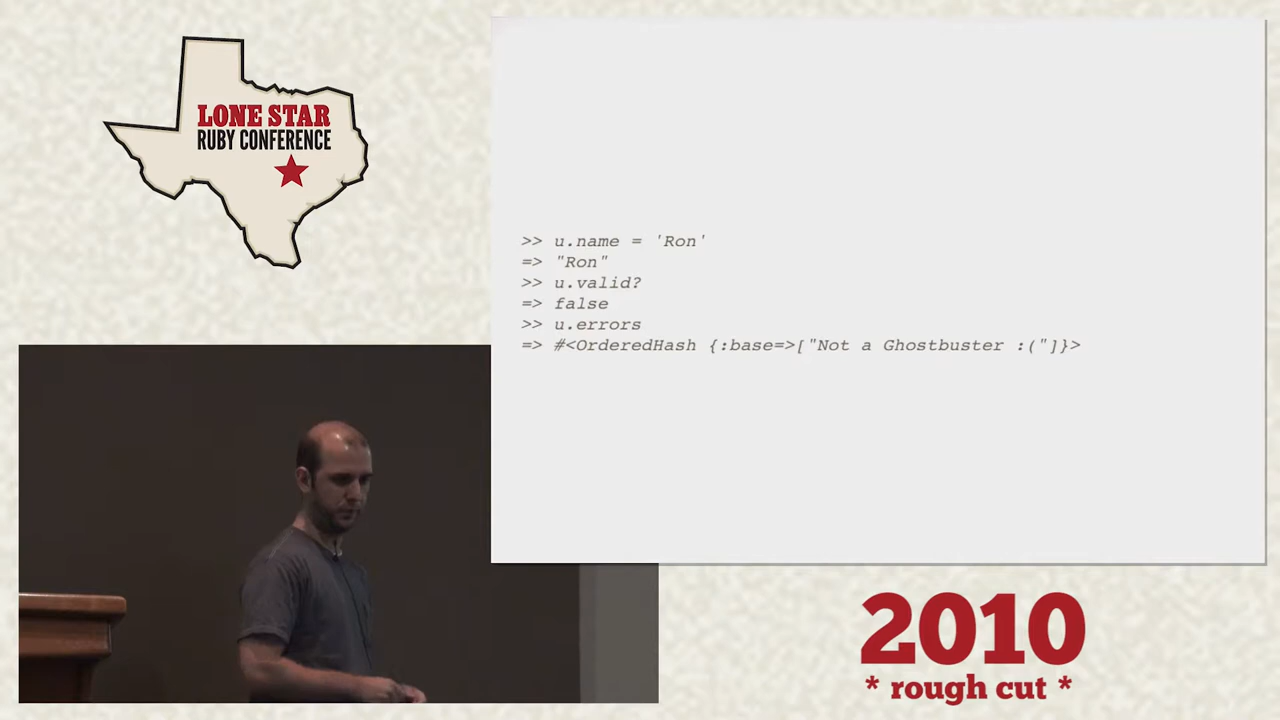 LONE STAR
RUBY CONFERENCE
>> u.name = 'Ron'
=> "Ron"
>> u.valid?
=> false
>> u.errors
=> #<OrderedHash {:base=>["Not a Ghostbuster :("]}>
2010
* rough cut *